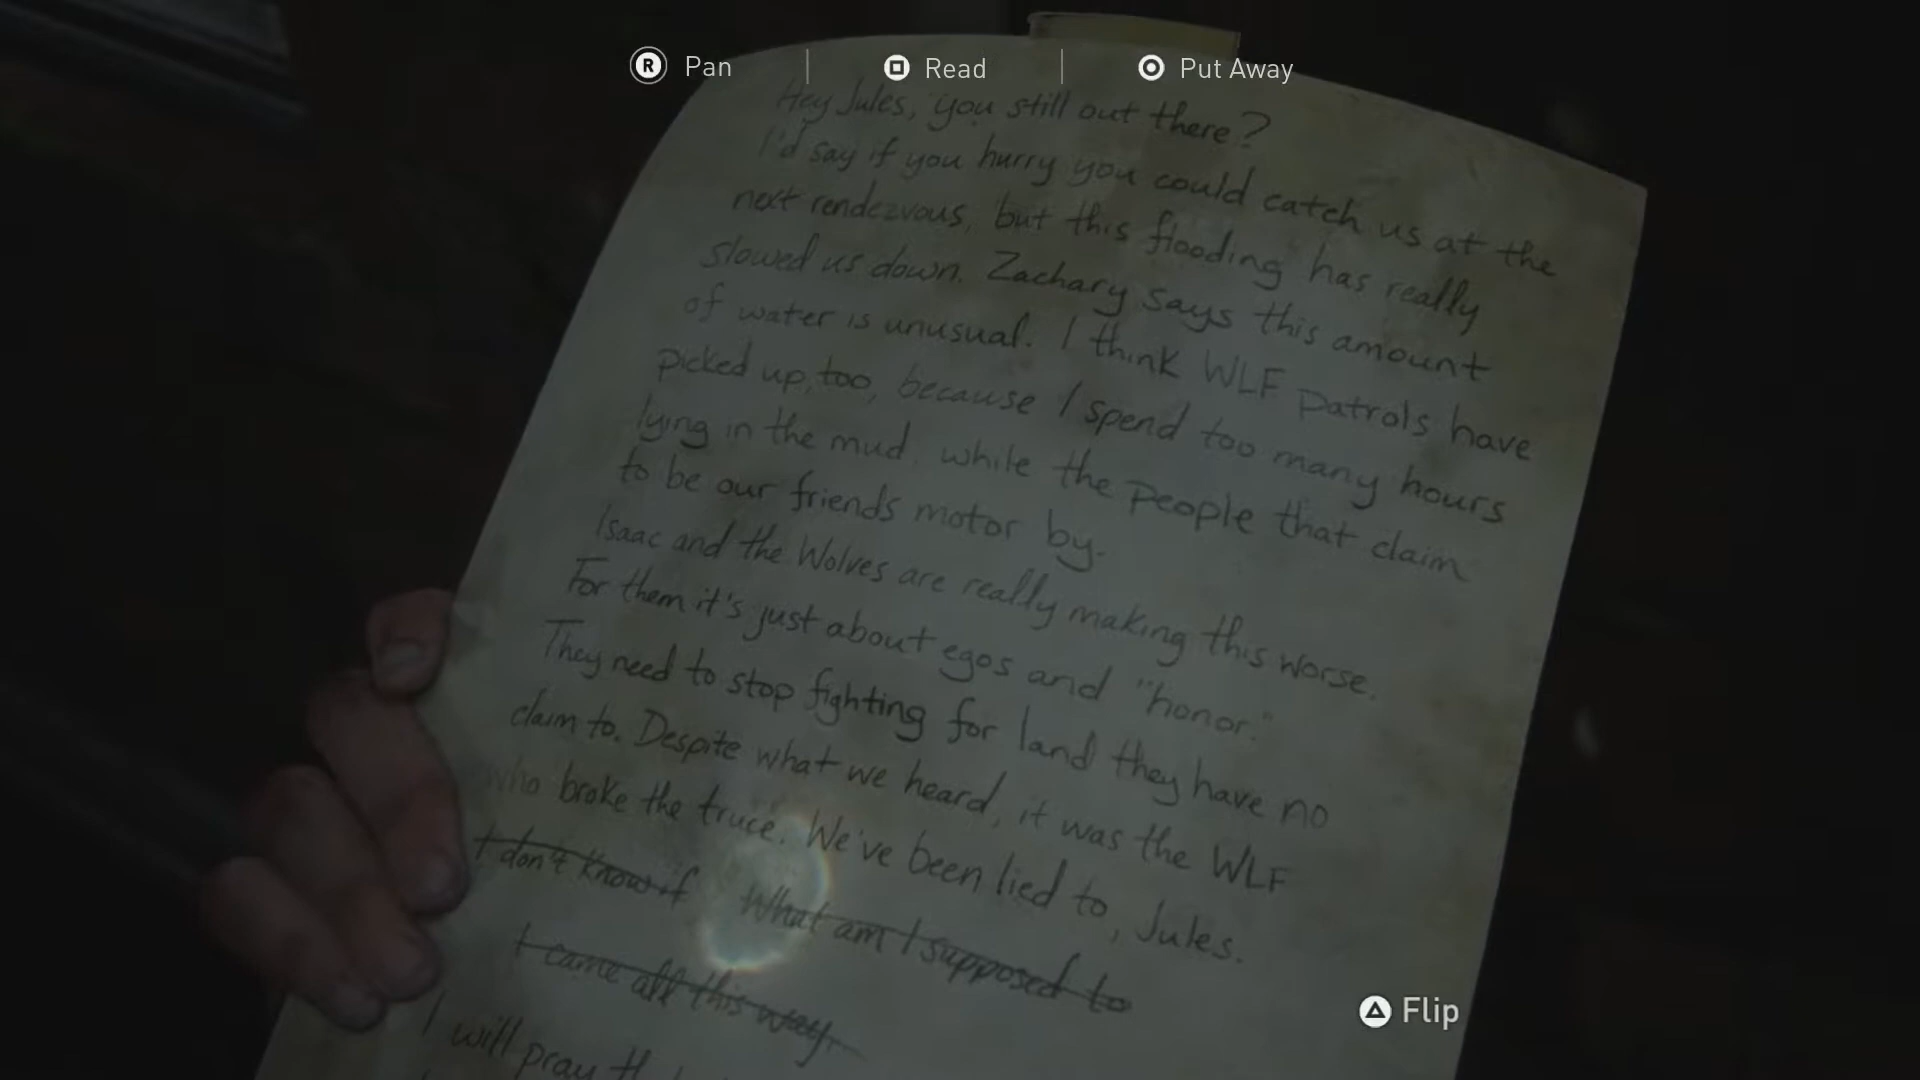 R Pan
Read
Put Away
Hey Jules, you still out there?
I'd say if you hurry you could catch us at the
next rendezvous, but this flooding has really
slowed us down. Zachary says this amount
of water is unusual. I think WLF patrols have
picked up, too, because I spend too many hours
lying in the mud while the people that claim
to be our friends motor by.
Isaac and the Wolves are really making this worse.
For them it's just about egos and "honor."
They need to stop fighting for land they have no
claim to. Despite what we heard, it was the WLF
who broke the truce. We've been lied to, Jules.
I don't know if What am I supposed to
I came all this way
I will pray
Flip